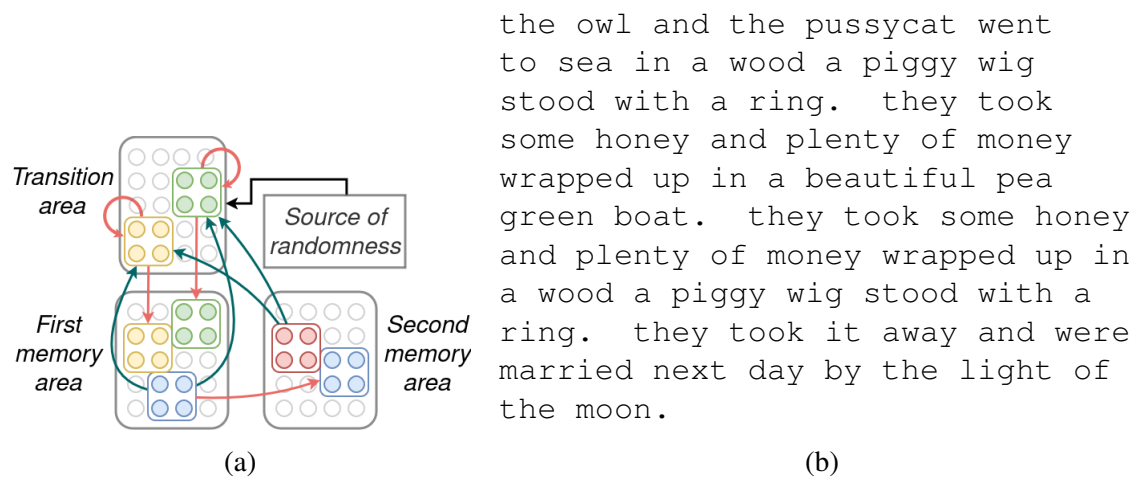 Transition
area
Source of
randomness
First
memory
area
Second
memory
area
(a)
the owl and the pussycat went
to sea in a wood a piggy wig
stood with a ring.  they took
some honey and plenty of money
wrapped up in a beautiful pea
green boat.  they took some honey
and plenty of money wrapped up in
a wood a piggy wig stood with a
ring.  they took it away and were
married next day by the light of
the moon.
(b)